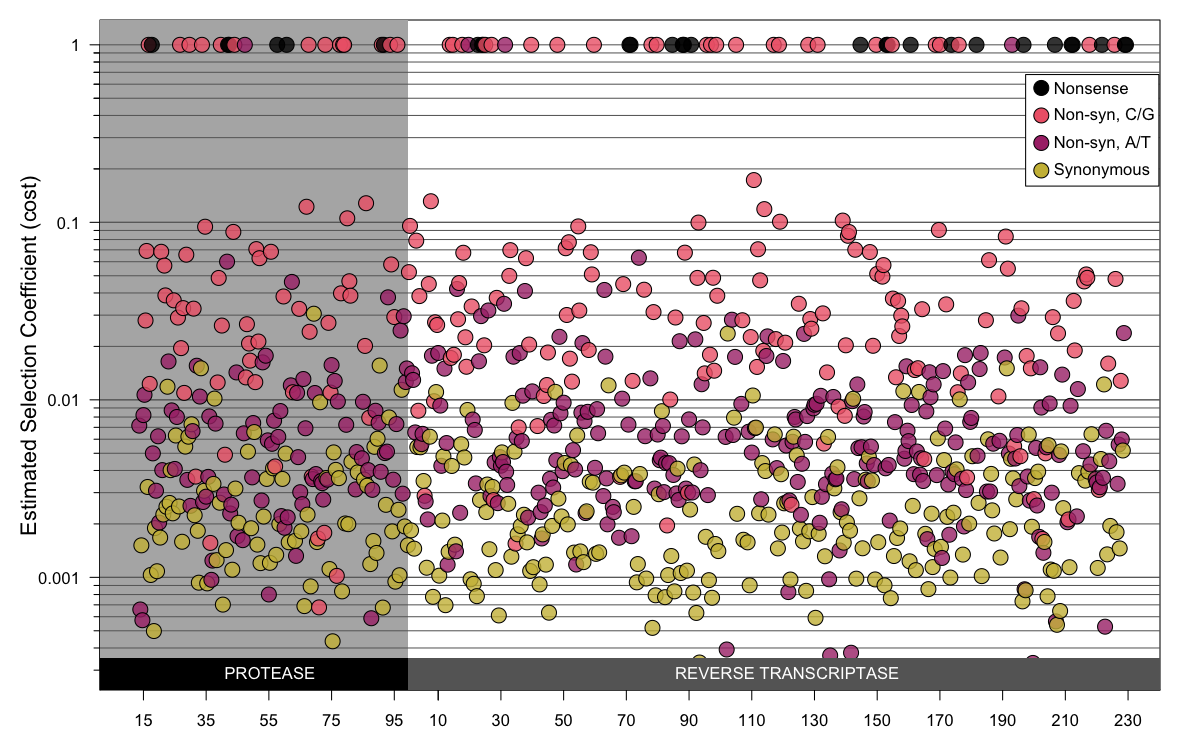 Estimated Selection Coefficient (cost)
1
0.1
0.01
0.001
Nonsense
Non-syn, C/G
Non-syn, A/T
Synonymous
PROTEASE REVERSE TRANSCRIPTASE
15 35 55 75 95 10 30 50 70 90 110 130 150 170 190 210 230